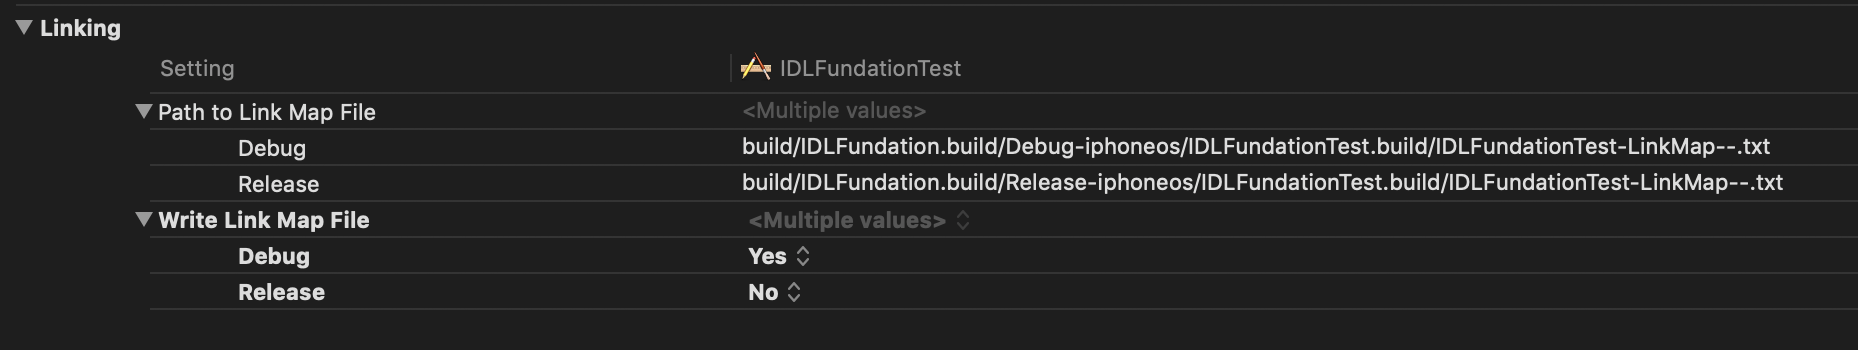 Linking
Setting IDLFundationTest
Path to Link Map File <Multiple values>
Debug build/IDLFundation.build/Debug-iphoneos/IDLFundationTest.build/IDLFundationTest-LinkMap--.txt
Release build/IDLFundation.build/Release-iphoneos/IDLFundationTest.build/IDLFundationTest-LinkMap--.txt
Write Link Map File <Multiple values>
Debug Yes
Release No